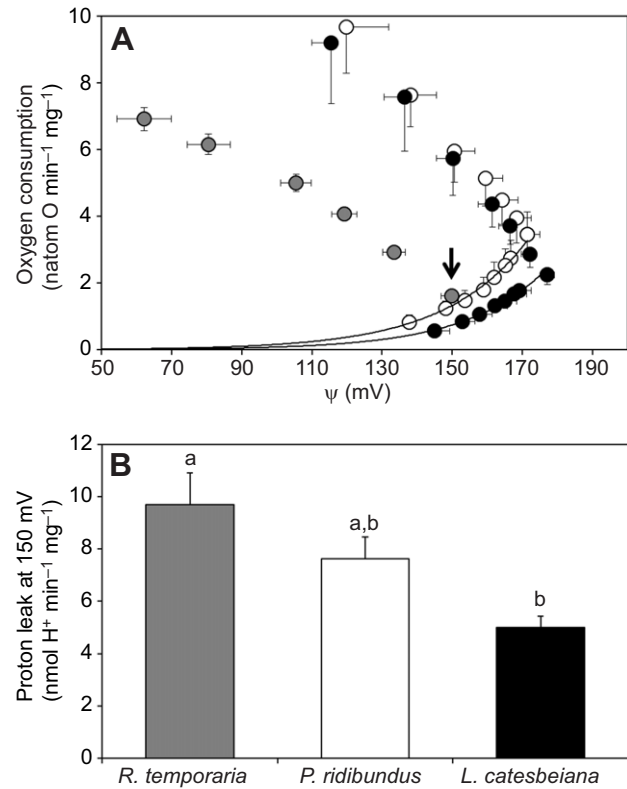 A
Oxygen consumption
(natom O min⁻¹ mg⁻¹)
10
8
6
4
2
0
50 70 90 110 130 150 170 190
ψ (mV)
B
Proton leak at 150 mV
(nmol H⁺ min⁻¹ mg⁻¹)
12
10
8
6
4
2
0
a
a,b
b
R. temporaria P. ridibundus L. catesbeiana